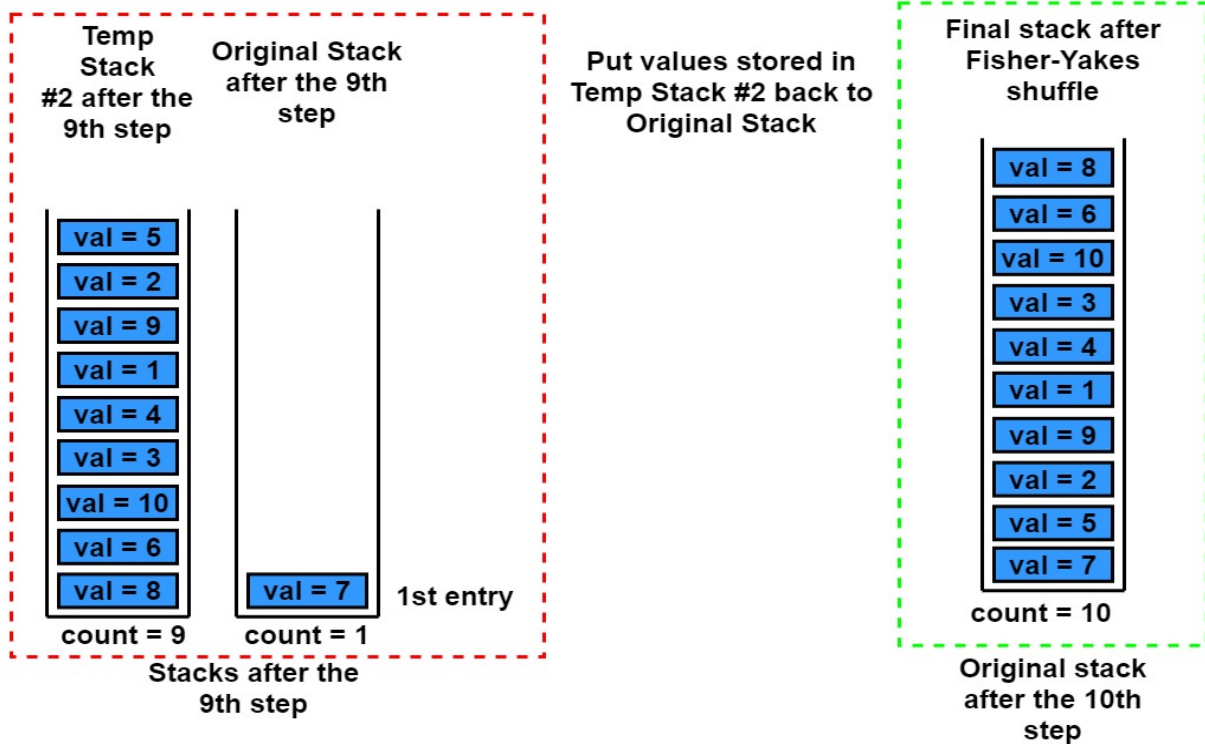 Temp
Stack
#2 after the
9th step
Original Stack
after the 9th
step
val = 5
val = 2
val = 9
val = 1
val = 4
val = 3
val = 10
val = 6
val = 8
count = 9
val = 7
1st entry
count = 1
Stacks after the
9th step
Put values stored in
Temp Stack #2 back to
Original Stack
Final stack after
Fisher-Yakes
shuffle
val = 8
val = 6
val = 10
val = 3
val = 4
val = 1
val = 9
val = 2
val = 5
val = 7
count = 10
Original stack
after the 10th
step